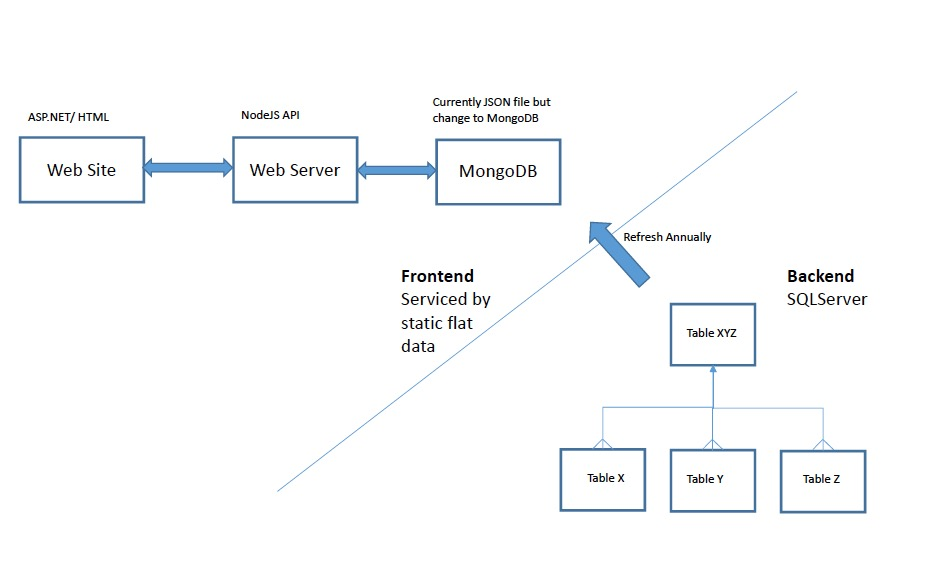 ASP.NET/ HTML
NodeJS API
Currently JSON file but
change to MongoDB
Web Site
Web Server
MongoDB
Refresh Annually
Frontend
Serviced by
static flat
data
Backend
SQLServer
Table XYZ
Table X
Table Y
Table Z